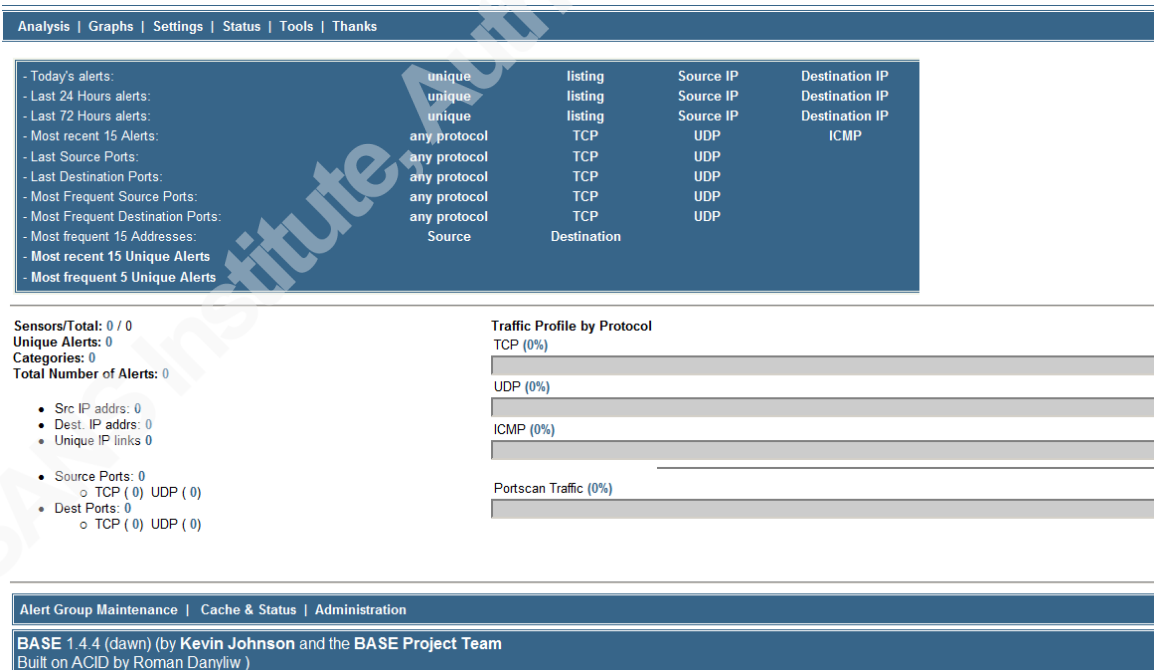 Analysis | Graphs | Settings | Status | Tools | Thanks
- Today's alerts: unique listing Source IP Destination IP
- Last 24 Hours alerts: unique listing Source IP Destination IP
- Last 72 Hours alerts: unique listing Source IP Destination IP
- Most recent 15 Alerts: any protocol TCP UDP ICMP
- Last Source Ports: any protocol TCP UDP
- Last Destination Ports: any protocol TCP UDP
- Most Frequent Source Ports: any protocol TCP UDP
- Most Frequent Destination Ports: any protocol TCP UDP
- Most frequent 15 Addresses: Source Destination
- Most recent 15 Unique Alerts
- Most frequent 5 Unique Alerts
Sensors/Total: 0 / 0
Unique Alerts: 0
Categories: 0
Total Number of Alerts: 0
• Src IP addrs: 0
• Dest. IP addrs: 0
• Unique IP links 0
• Source Ports: 0
○ TCP ( 0) UDP ( 0)
• Dest Ports: 0
○ TCP ( 0) UDP ( 0)
Traffic Profile by Protocol
TCP (0%)
UDP (0%)
ICMP (0%)
Portscan Traffic (0%)
Alert Group Maintenance | Cache & Status | Administration
BASE 1.4.4 (dawn) (by Kevin Johnson and the BASE Project Team
Built on ACID by Roman Danyliw )
SANS Institute, Auth